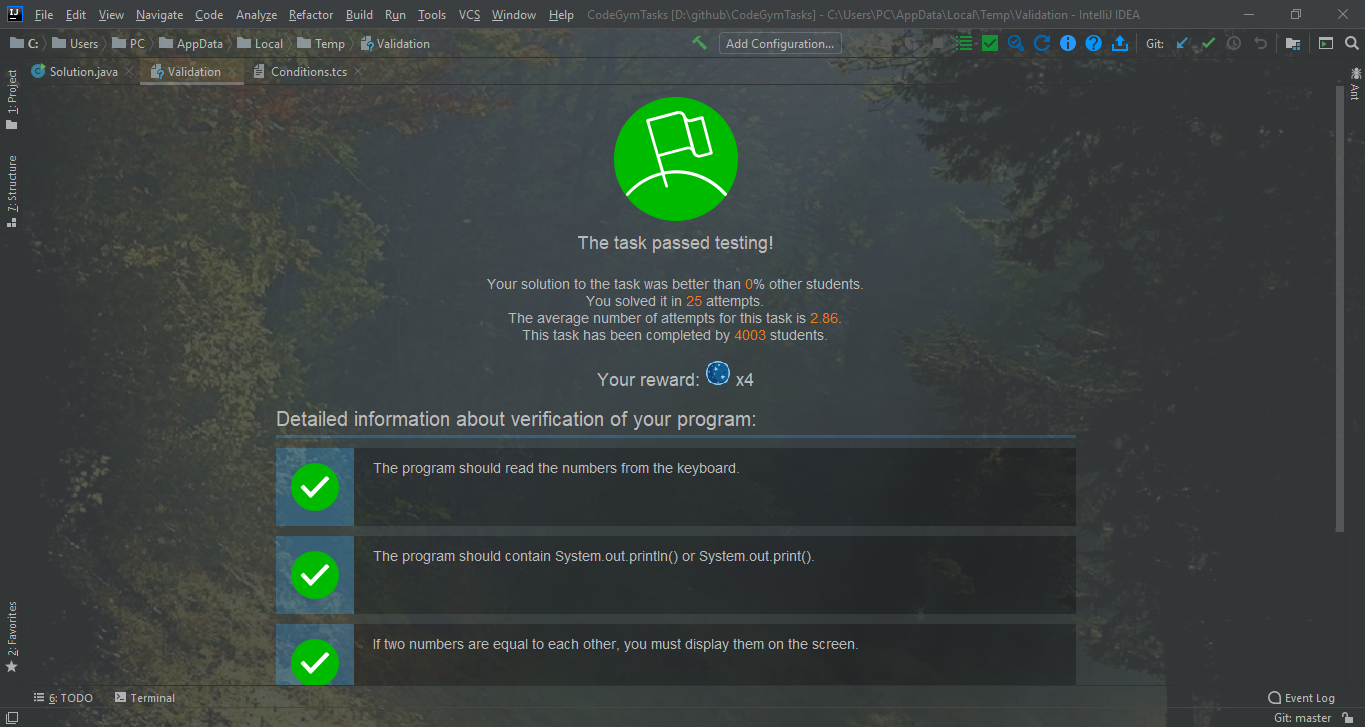 File Edit View Navigate Code Analyze Refactor Build Run Tools VCS Window Help CodeGymTasks [D:\github\CodeGymTasks] - C:\Users\PC\AppData\Local\Temp\Validation - IntelliJ IDEA
C: Users PC AppData Local Temp Validation Add Configuration... Git:
Solution.java Validation Conditions.tcs
1: Project
7: Structure
2: Favorites
Ant
The task passed testing!
Your solution to the task was better than 0% other students.
You solved it in 25 attempts.
The average number of attempts for this task is 2.86.
This task has been completed by 4003 students.
Your reward: x4
Detailed information about verification of your program:
The program should read the numbers from the keyboard.
The program should contain System.out.println() or System.out.print().
If two numbers are equal to each other, you must display them on the screen.
6: TODO Terminal Event Log
Git: master